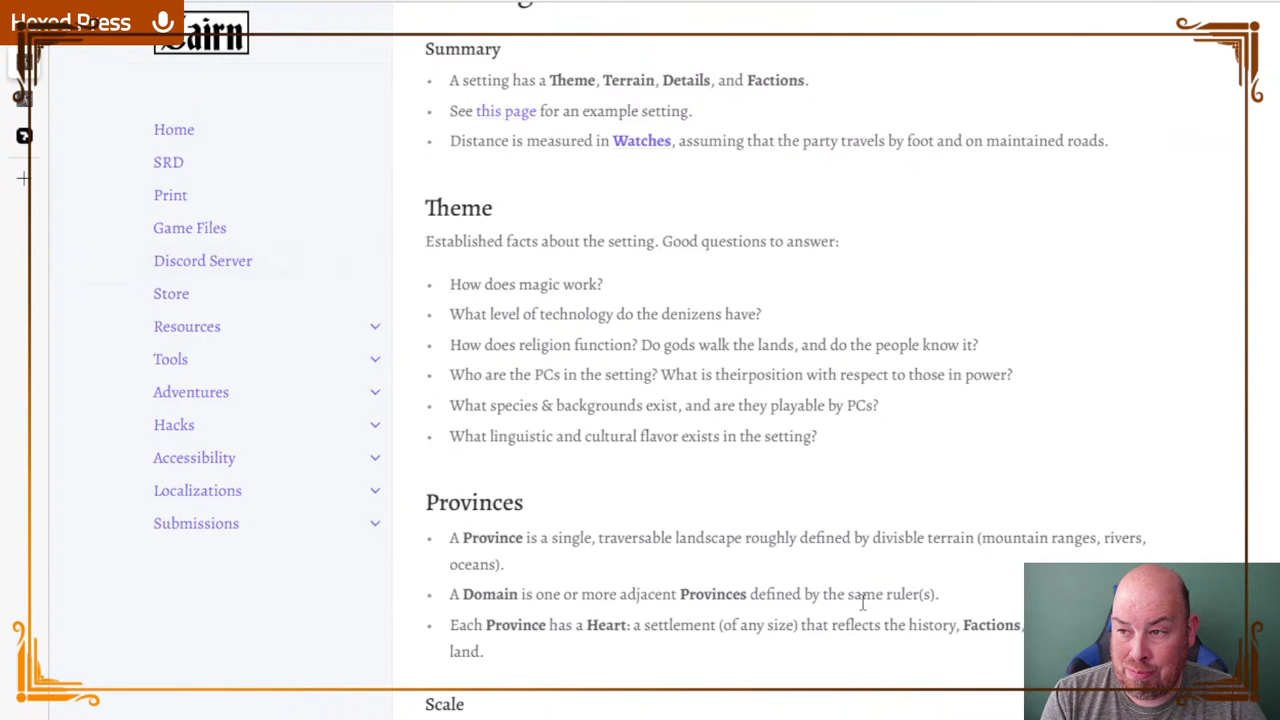 Hexed Press
Cairn
Home
SRD
Print
Game Files
Discord Server
Store
Resources
Tools
Adventures
Hacks
Accessibility
Localizations
Submissions
Summary
A setting has a Theme, Terrain, Details, and Factions.
See this page for an example setting.
Distance is measured in Watches, assuming that the party travels by foot and on maintained roads.
Theme
Established facts about the setting. Good questions to answer:
How does magic work?
What level of technology do the denizens have?
How does religion function? Do gods walk the lands, and do the people know it?
Who are the PCs in the setting? What is theirposition with respect to those in power?
What species & backgrounds exist, and are they playable by PCs?
What linguistic and cultural flavor exists in the setting?
Provinces
A Province is a single, traversable landscape roughly defined by divisble terrain (mountain ranges, rivers,
oceans).
A Domain is one or more adjacent Provinces defined by the same ruler(s).
Each Province has a Heart: a settlement (of any size) that reflects the history, Factions,
land.
Scale